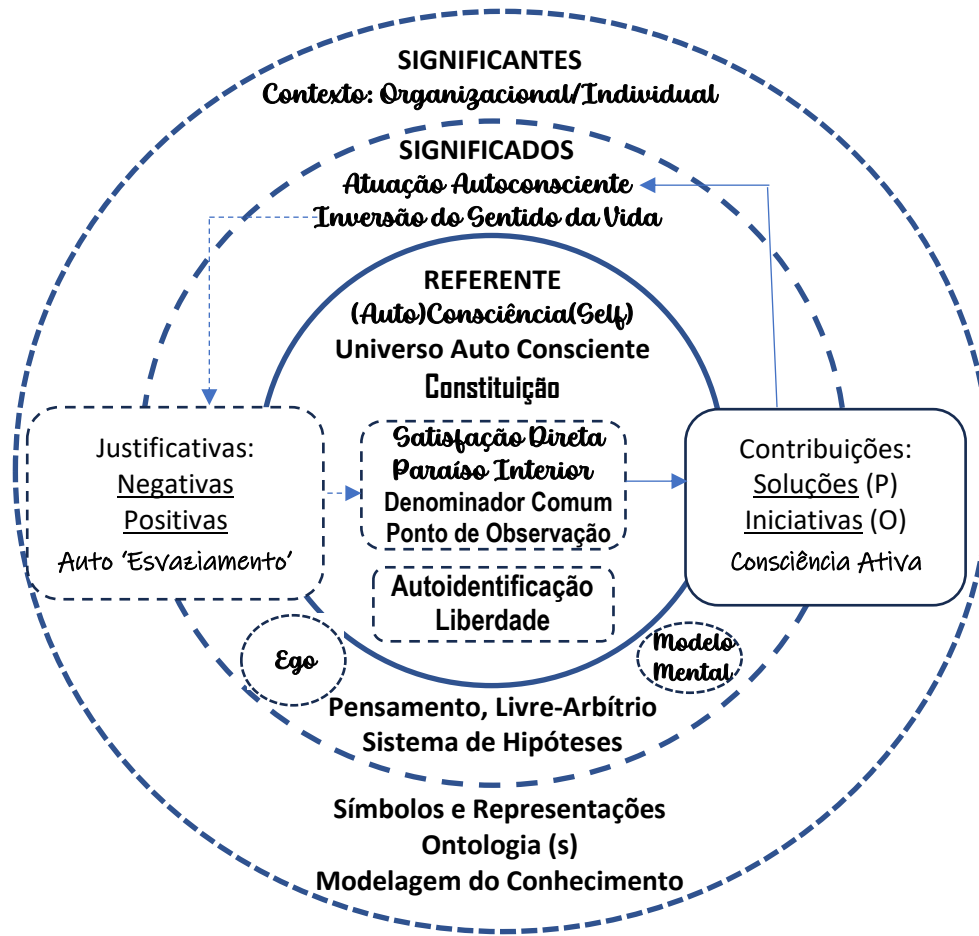 SIGNIFICANTES
Contexto: Organizacional/Individual
SIGNIFICADOS
Atuação Autoconsciente
Inversão do Sentido da Vida
REFERENTE
(Auto)Consciência(Self)
Universo Auto Consciente
Constituição
Justificativas:
Negativas
Positivas
Auto 'Esvaziamento'
Satisfação Direta
Paraíso Interior
Denominador Comum
Ponto de Observação
Contribuições:
Soluções (P)
Iniciativas (O)
Consciência Ativa
Autoidentificação
Liberdade
Ego
Modelo
Mental
Pensamento, Livre-Arbítrio
Sistema de Hipóteses
Símbolos e Representações
Ontologia (s)
Modelagem do Conhecimento